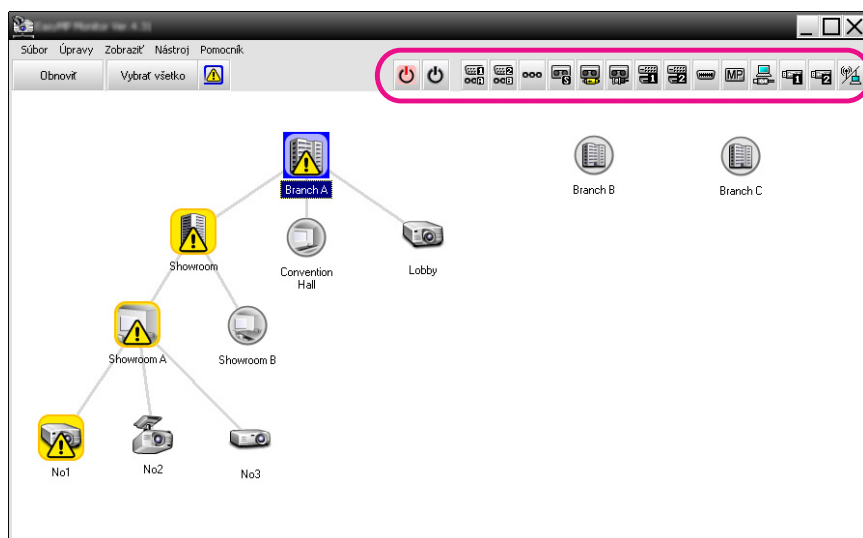 Súbor Úpravy Zobraziť Nástroj Pomocník
Obnoviť Vybrať všetko
MP
Branch A
Branch B
Branch C
Showroom
Convention
Hall
Lobby
Showroom A
Showroom B
No1
No2
No3